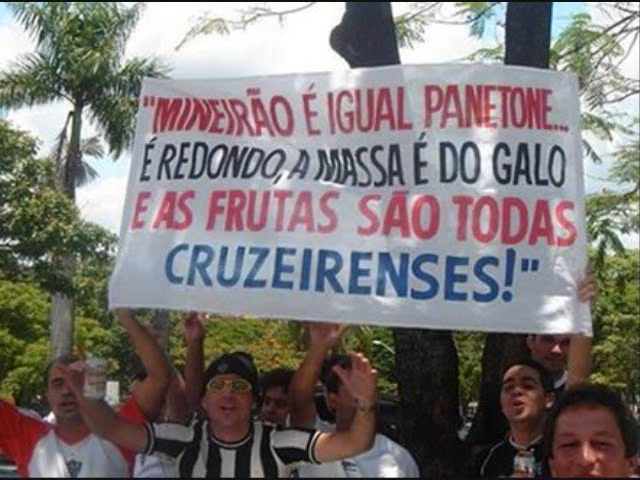 "MINEIRÃO É IGUAL PANETONE...
É REDONDO, A MASSA É DO GALO
E AS FRUTAS SÃO TODAS
CRUZEIRENSES!"